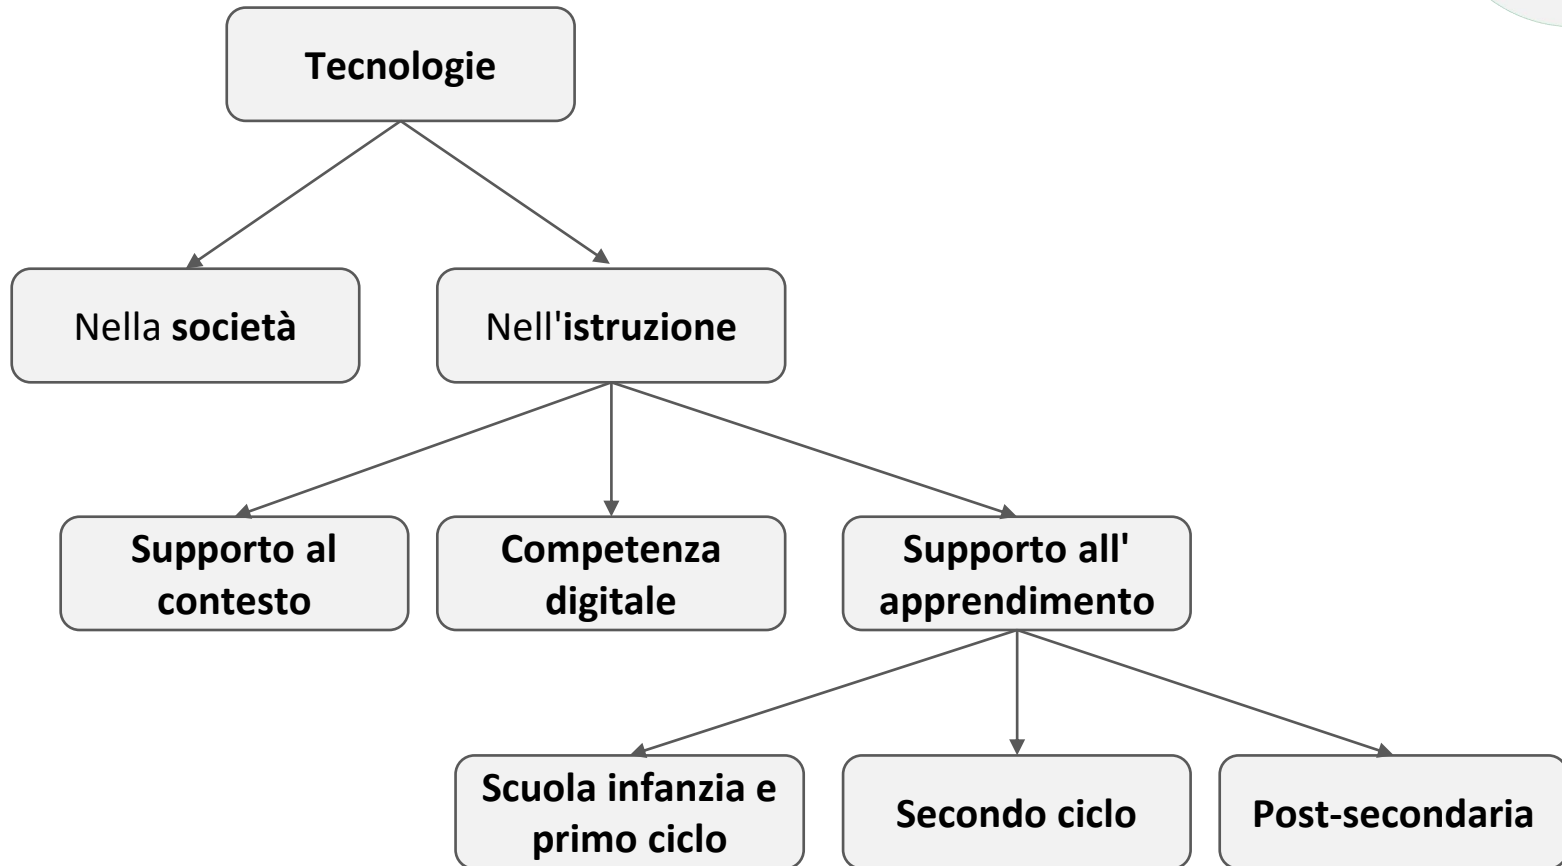 Tecnologie
Nella società
Nell'istruzione
Supporto al
contesto
Competenza
digitale
Supporto all'
apprendimento
Scuola infanzia e
primo ciclo
Secondo ciclo
Post-secondaria